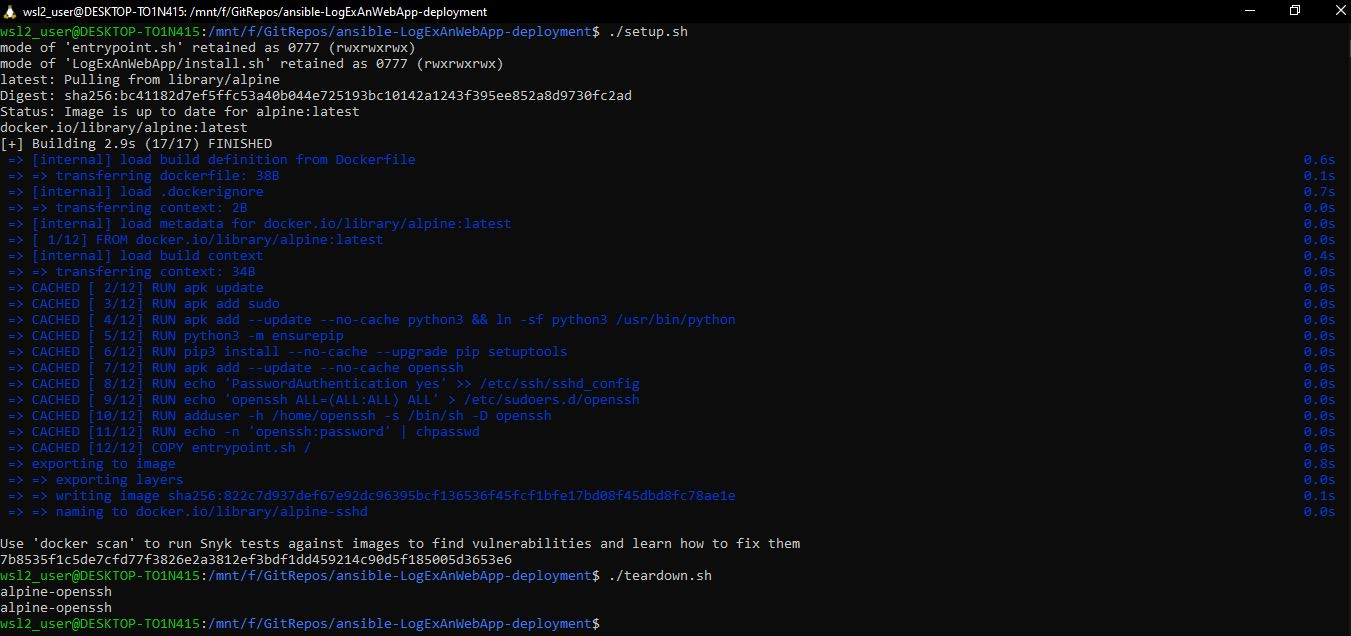 wsl2_user@DESKTOP-TO1N415: /mnt/f/GitRepos/ansible-LogExAnWebApp-deployment
wsl2_user@DESKTOP-TO1N415:/mnt/f/GitRepos/ansible-LogExAnWebApp-deployment$ ./setup.sh
mode of 'entrypoint.sh' retained as 0777 (rwxrwxrwx)
mode of 'LogExAnWebApp/install.sh' retained as 0777 (rwxrwxrwx)
latest: Pulling from library/alpine
Digest: sha256:bc41182d7ef5ffc53a40b044e725193bc10142a1243f395ee852a8d9730fc2ad
Status: Image is up to date for alpine:latest
docker.io/library/alpine:latest
[+] Building 2.9s (17/17) FINISHED
=> [internal] load build definition from Dockerfile 0.6s
=> => transferring dockerfile: 38B 0.1s
=> [internal] load .dockerignore 0.7s
=> => transferring context: 2B 0.0s
=> [internal] load metadata for docker.io/library/alpine:latest 0.0s
=> [ 1/12] FROM docker.io/library/alpine:latest 0.0s
=> [internal] load build context 0.4s
=> => transferring context: 34B 0.0s
=> CACHED [ 2/12] RUN apk update 0.0s
=> CACHED [ 3/12] RUN apk add sudo 0.0s
=> CACHED [ 4/12] RUN apk add --update --no-cache python3 && ln -sf python3 /usr/bin/python 0.0s
=> CACHED [ 5/12] RUN python3 -m ensurepip 0.0s
=> CACHED [ 6/12] RUN pip3 install --no-cache --upgrade pip setuptools 0.0s
=> CACHED [ 7/12] RUN apk add --update --no-cache openssh 0.0s
=> CACHED [ 8/12] RUN echo 'PasswordAuthentication yes' >> /etc/ssh/sshd_config 0.0s
=> CACHED [ 9/12] RUN echo 'openssh ALL=(ALL:ALL) ALL' > /etc/sudoers.d/openssh 0.0s
=> CACHED [10/12] RUN adduser -h /home/openssh -s /bin/sh -D openssh 0.0s
=> CACHED [11/12] RUN echo -n 'openssh:password' | chpasswd 0.0s
=> CACHED [12/12] COPY entrypoint.sh / 0.0s
=> exporting to image 0.8s
=> => exporting layers 0.0s
=> => writing image sha256:822c7d937def67e92dc96395bcf136536f45fcf1bfe17bd08f45dbd8fc78ae1e 0.1s
=> => naming to docker.io/library/alpine-sshd 0.0s
Use 'docker scan' to run Snyk tests against images to find vulnerabilities and learn how to fix them
7b8535f1c5de7cfd77f3826e2a3812ef3bdf1dd459214c90d5f185005d3653e6
wsl2_user@DESKTOP-TO1N415:/mnt/f/GitRepos/ansible-LogExAnWebApp-deployment$ ./teardown.sh
alpine-openssh
alpine-openssh
wsl2_user@DESKTOP-TO1N415:/mnt/f/GitRepos/ansible-LogExAnWebApp-deployment$